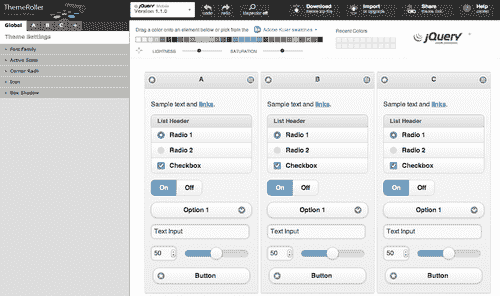 ThemeRoller
jQuery Mobile
Version 1.1.0
undo
redo
Inspector off
Download
theme zip file
Import
or upgrade
Share
theme link
Help
Global
A
B
C
+
Theme Settings
Font Family
Active State
Corner Radii
Icon
Box Shadow
Drag a color onto an element below or pick from the Adobe Kuler swatches
LIGHTNESS
SATURATION
Recent Colors
jQuery
A
Sample text and links.
List Header
Radio 1
Radio 2
Checkbox
On
Off
Option 1
Text Input
50
Button
B
Sample text and links.
List Header
Radio 1
Radio 2
Checkbox
On
Off
Option 1
Text Input
50
Button
C
Sample text and links.
List Header
Radio 1
Radio 2
Checkbox
On
Off
Option 1
Text Input
50
Button